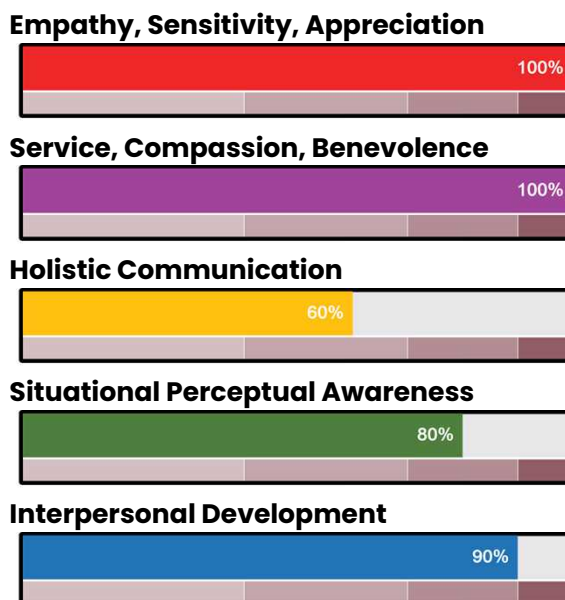 Empathy, Sensitivity, Appreciation
100%
Service, Compassion, Benevolence
100%
Holistic Communication
60%
Situational Perceptual Awareness
80%
Interpersonal Development
90%